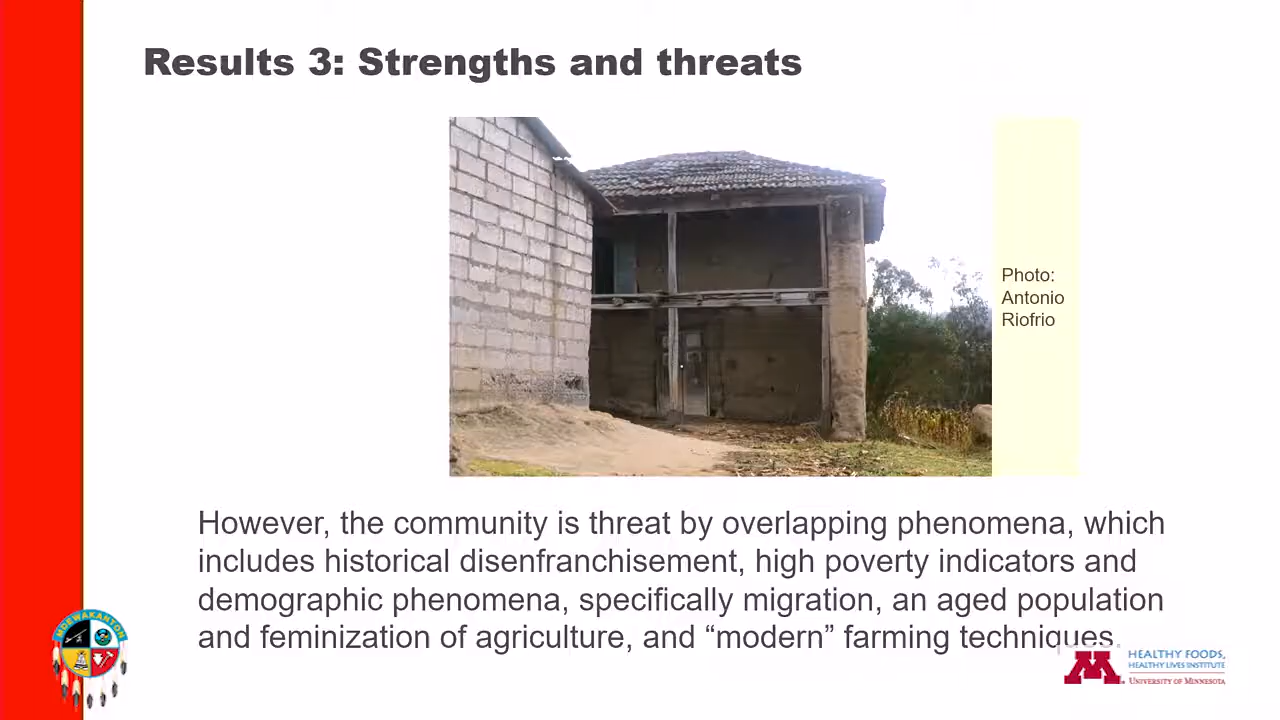 Results 3: Strengths and threats
Photo:
Antonio
Riofrio
However, the community is threat by overlapping phenomena, which
includes historical disenfranchisement, high poverty indicators and
demographic phenomena, specifically migration, an aged population
and feminization of agriculture, and “modern” farming techniques.
MDEWAKANTON
M
HEALTHY FOODS,
HEALTHY LIVES INSTITUTE
UNIVERSITY OF MINNESOTA